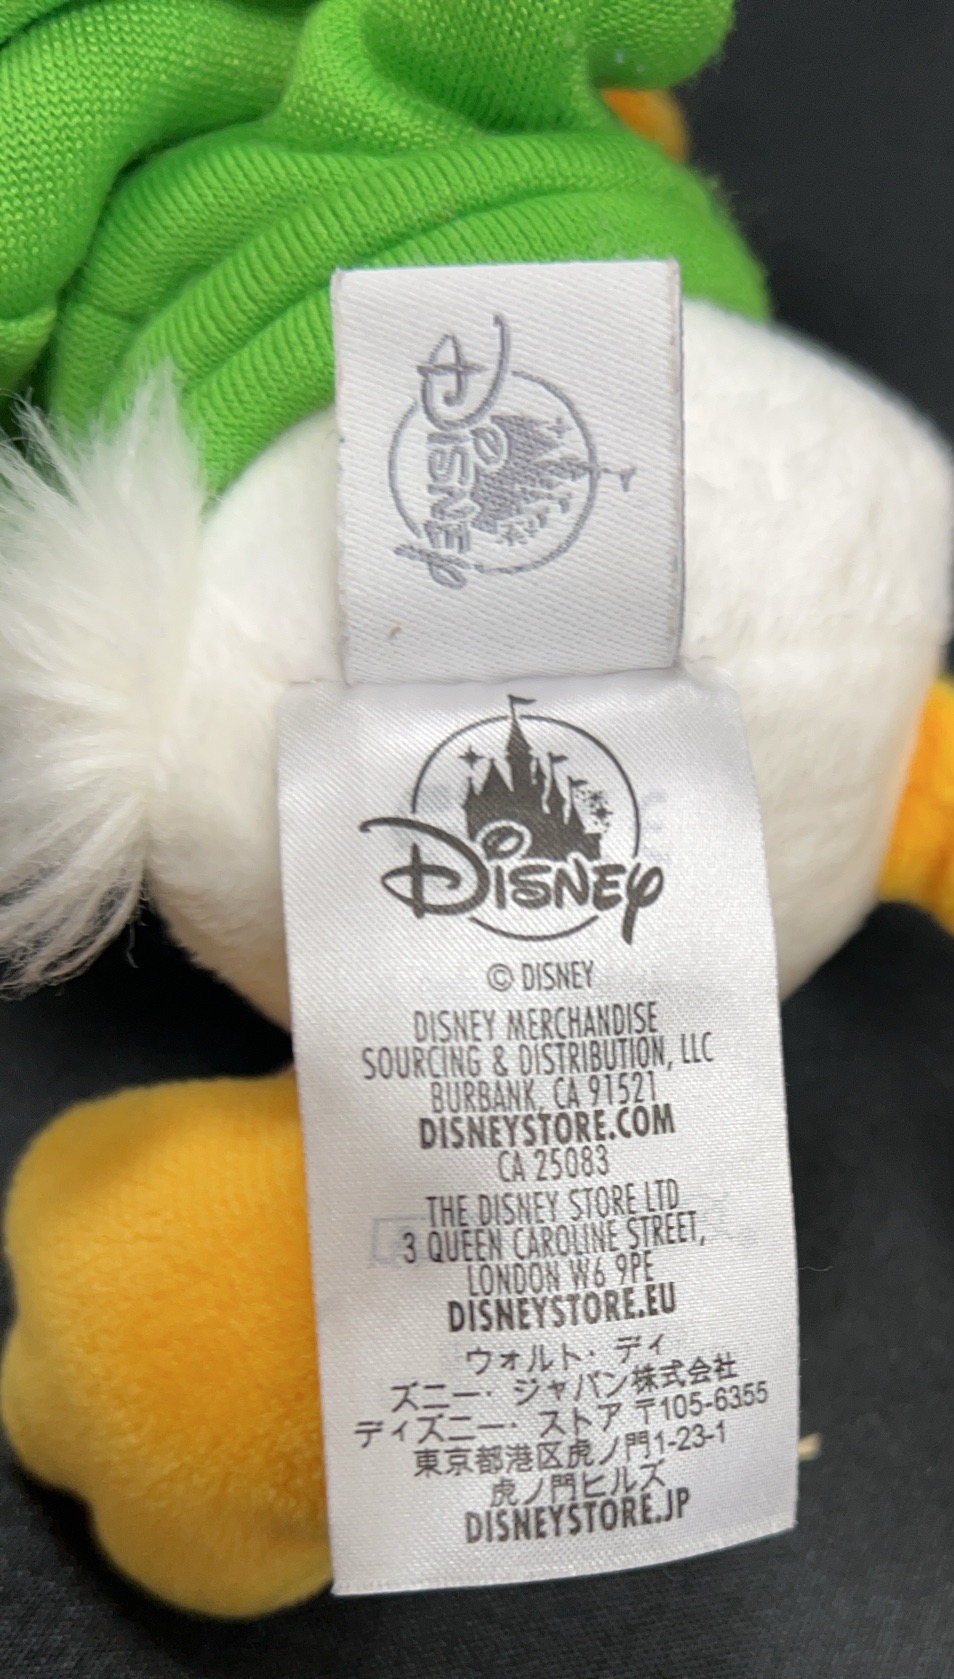 Disney
Disney
© DISNEY
DISNEY MERCHANDISE
SOURCING & DISTRIBUTION, LLC
BURBANK, CA 91521
DISNEYSTORE.COM
CA 25083
THE DISNEY STORE LTD
3 QUEEN CAROLINE STREET,
LONDON W6 9PE
DISNEYSTORE.EU
ウォルト・ディ
ズニー・ジャパン株式会社
ディズニー・ストア 〒105-6355
東京都港区虎ノ門1-23-1
虎ノ門ヒルズ
DISNEYSTORE.JP